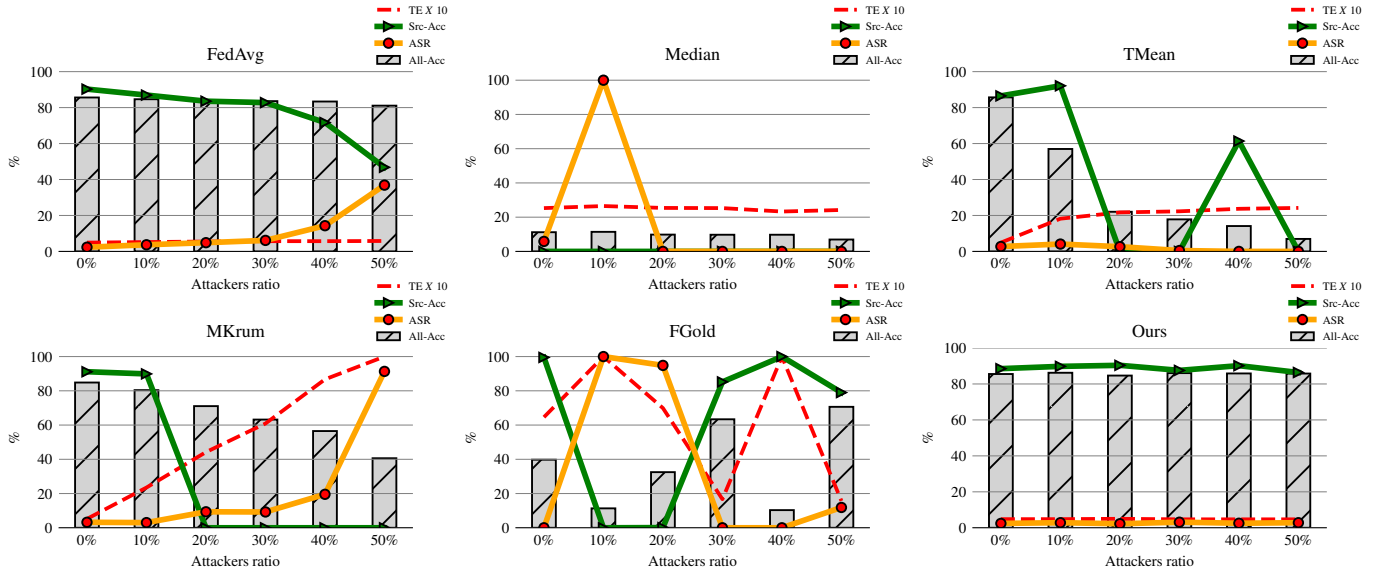 TE X 10
Src-Acc
ASR
All-Acc
FedAvg
100
80
60
40
20
0
%
0% 10% 20% 30% 40% 50%
Attackers ratio
TE X 10
Src-Acc
ASR
All-Acc
Median
100
80
60
40
20
0
%
0% 10% 20% 30% 40% 50%
Attackers ratio
TE X 10
Src-Acc
ASR
All-Acc
TMean
100
80
60
40
20
0
%
0% 10% 20% 30% 40% 50%
Attackers ratio
TE X 10
Src-Acc
ASR
All-Acc
MKrum
100
80
60
40
20
0
%
0% 10% 20% 30% 40% 50%
Attackers ratio
TE X 10
Src-Acc
ASR
All-Acc
FGold
100
80
60
40
20
0
%
0% 10% 20% 30% 40% 50%
Attackers ratio
TE X 10
Src-Acc
ASR
All-Acc
Ours
100
80
60
40
20
0
%
0% 10% 20% 30% 40% 50%
Attackers ratio